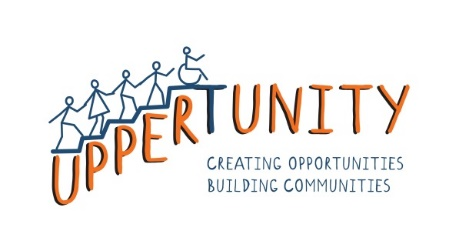 UPPERTUNITY
CREATING OPPORTUNITIES
BUILDING COMMUNITIES